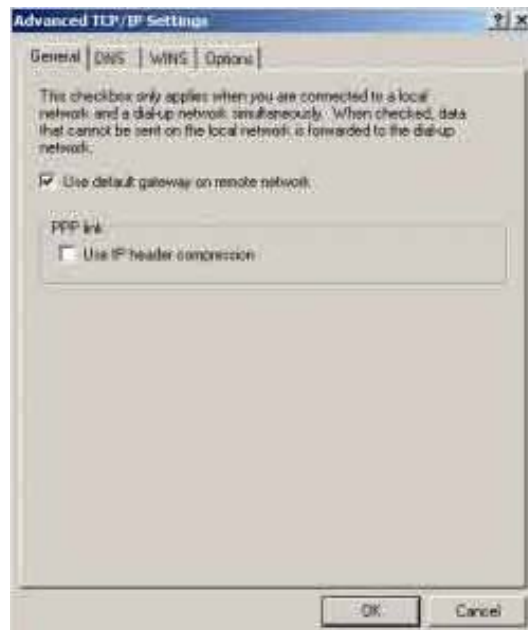 Advanced TCP/IP Settings
General DNS WINS Options
This checkbox only applies when you are connected to a local
network and a dial-up network simultaneously. When checked, data
that cannot be sent on the local network is forwarded to the dial-up
network.
Use default gateway on remote network
PPP link
Use IP header compression
OK Cancel